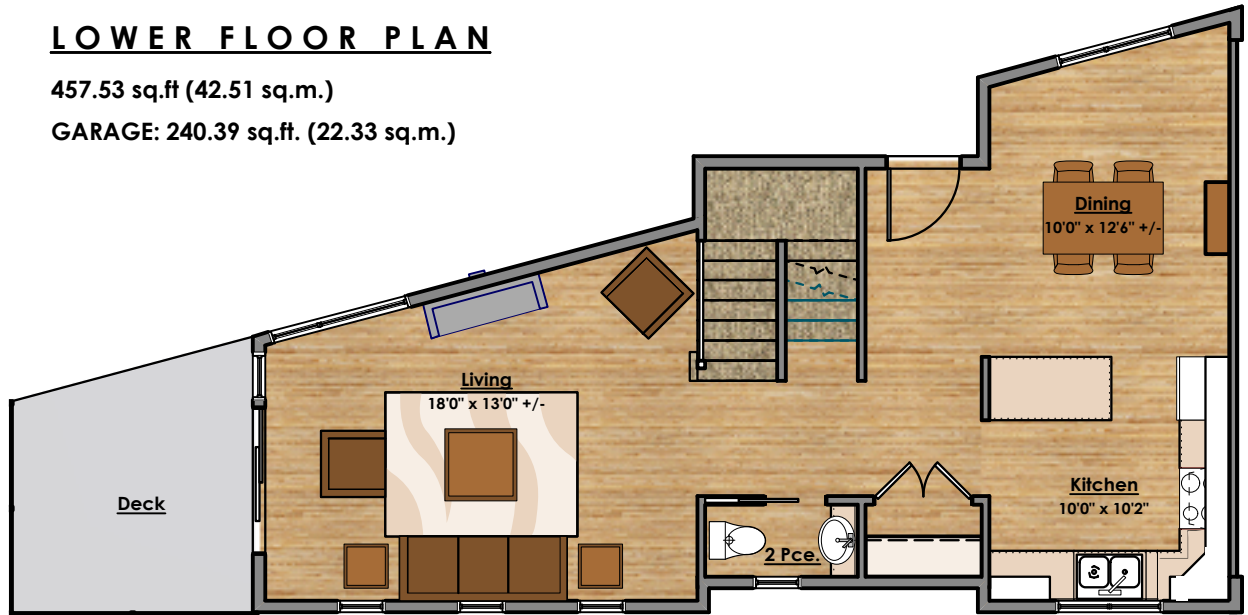 LOWER FLOOR PLAN
457.53 sq.ft (42.51 sq.m.)
GARAGE: 240.39 sq.ft. (22.33 sq.m.)
Dining
10'0" x 12'6" +/-
Living
18'0" x 13'0" +/-
Kitchen
10'0" x 10'2"
Deck
2 Pce.